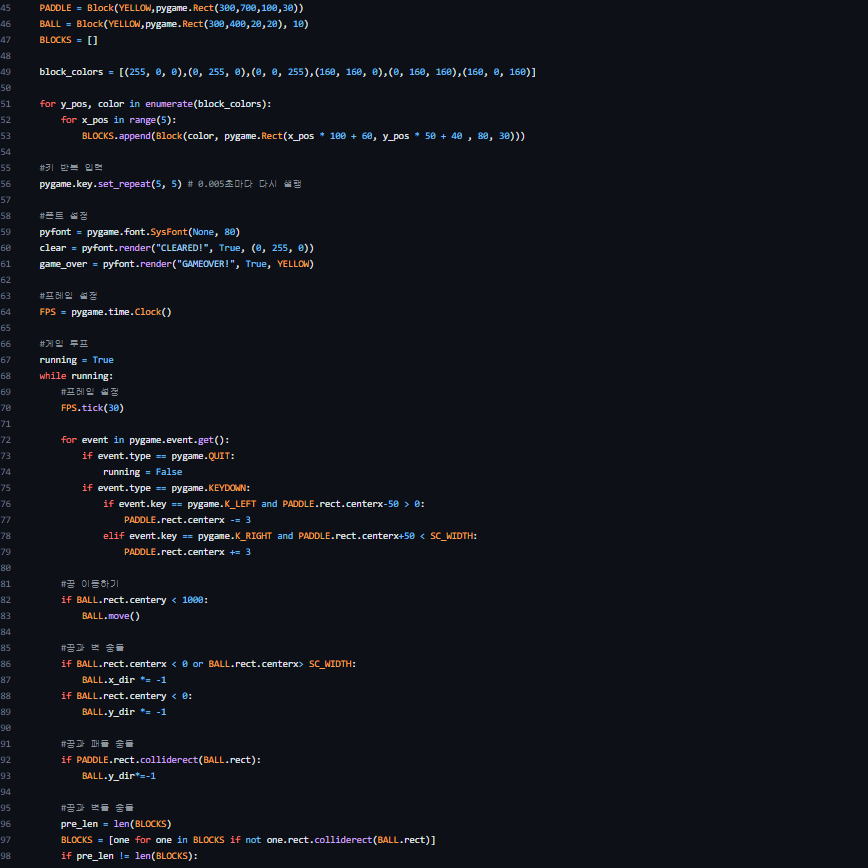 45 PADDLE = Block(YELLOW,pygame.Rect(300,700,100,30))
46 BALL = Block(YELLOW,pygame.Rect(300,400,20,20), 10)
47 BLOCKS = []
48
49 block_colors = [(255, 0, 0),(0, 255, 0),(0, 0, 255),(160, 160, 0),(0, 160, 160),(160, 0, 160)]
50
51 for y_pos, color in enumerate(block_colors):
52     for x_pos in range(5):
53         BLOCKS.append(Block(color, pygame.Rect(x_pos * 100 + 60, y_pos * 50 + 40 , 80, 30)))
54
55 #키 반복 입력
56 pygame.key.set_repeat(5, 5) # 0.005초마다 다시 실행
57
58 #폰트 설정
59 pyfont = pygame.font.SysFont(None, 80)
60 clear = pyfont.render("CLEARED!", True, (0, 255, 0))
61 game_over = pyfont.render("GAMEOVER!", True, YELLOW)
62
63 #프레임 설정
64 FPS = pygame.time.Clock()
65
66 #게임 루프
67 running = True
68 while running:
69     #프레임 설정
70     FPS.tick(30)
71
72     for event in pygame.event.get():
73         if event.type == pygame.QUIT:
74             running = False
75         if event.type == pygame.KEYDOWN:
76             if event.key == pygame.K_LEFT and PADDLE.rect.centerx-50 > 0:
77                 PADDLE.rect.centerx -= 3
78             elif event.key == pygame.K_RIGHT and PADDLE.rect.centerx+50 < SC_WIDTH:
79                 PADDLE.rect.centerx += 3
80
81     #공 이동하기
82     if BALL.rect.centery < 1000:
83         BALL.move()
84
85     #공과 벽 충돌
86     if BALL.rect.centerx < 0 or BALL.rect.centerx> SC_WIDTH:
87         BALL.x_dir *= -1
88     if BALL.rect.centery < 0:
89         BALL.y_dir *= -1
90
91     #공과 패들 충돌
92     if PADDLE.rect.colliderect(BALL.rect):
93         BALL.y_dir*=-1
94
95     #공과 벽돌 충돌
96     pre_len = len(BLOCKS)
97     BLOCKS = [one for one in BLOCKS if not one.rect.colliderect(BALL.rect)]
98     if pre_len != len(BLOCKS):